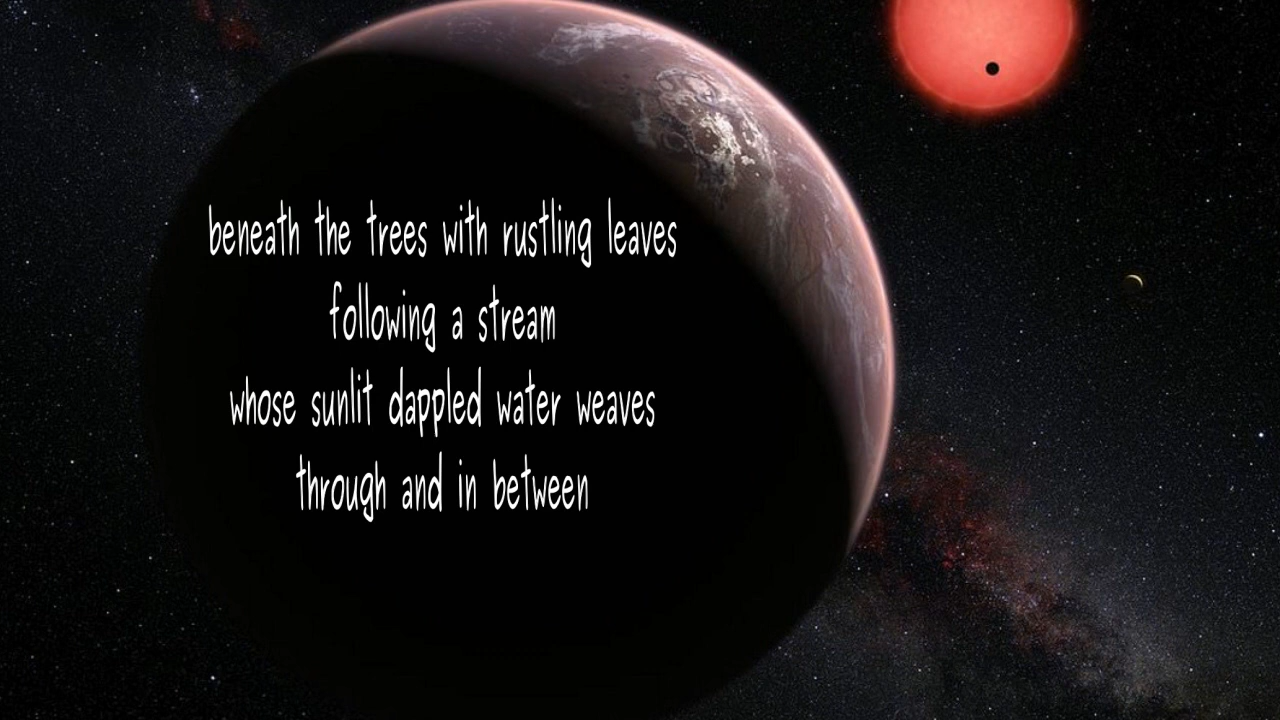 beneath the trees with rustling leaves
following a stream
whose sunlit dappled water weaves
through and in between